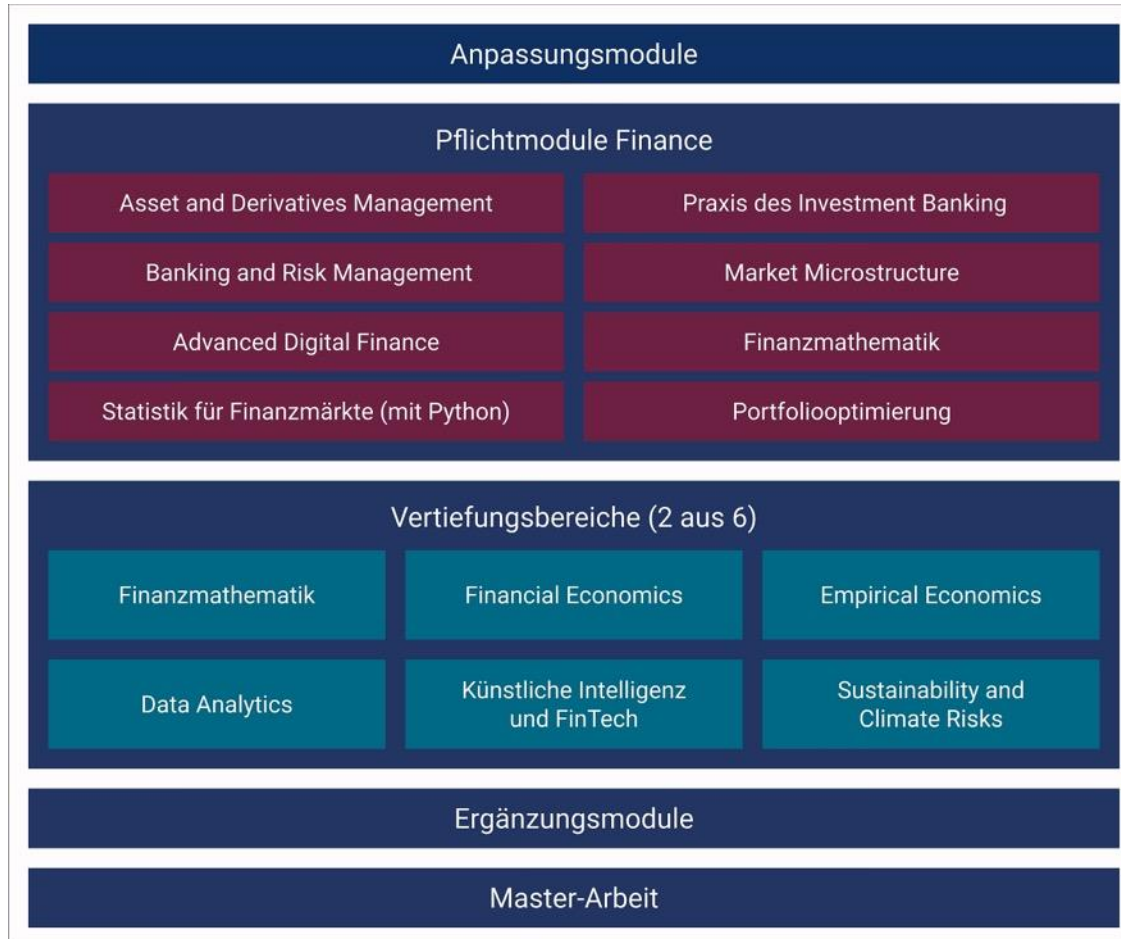 Anpassungsmodule
Pflichtmodule Finance
Asset and Derivatives Management
Praxis des Investment Banking
Banking and Risk Management
Market Microstructure
Advanced Digital Finance
Finanzmathematik
Statistik für Finanzmärkte (mit Python)
Portfoliooptimierung
Vertiefungsbereiche (2 aus 6)
Finanzmathematik
Financial Economics
Empirical Economics
Data Analytics
Künstliche Intelligenz
und FinTech
Sustainability and
Climate Risks
Ergänzungsmodule
Master-Arbeit